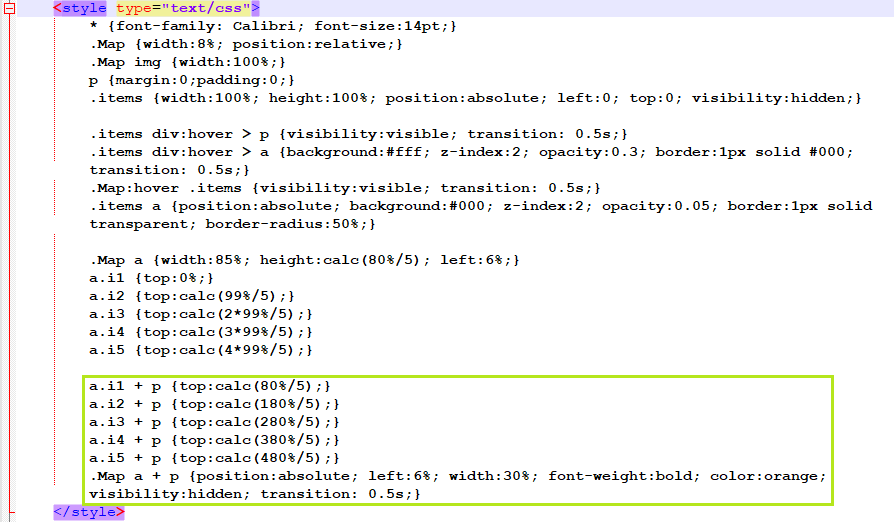 <style type="text/css">
* {font-family: Calibri; font-size:14pt;}
.Map {width:8%; position:relative;}
.Map img {width:100%;}
p {margin:0;padding:0;}
.items {width:100%; height:100%; position:absolute; left:0; top:0; visibility:hidden;}
.items div:hover > p {visibility:visible; transition: 0.5s;}
.items div:hover > a {background:#fff; z-index:2; opacity:0.3; border:1px solid #000;
transition: 0.5s;}
.Map:hover .items {visibility:visible; transition: 0.5s;}
.items a {position:absolute; background:#000; z-index:2; opacity:0.05; border:1px solid
transparent; border-radius:50%;}
.Map a {width:85%; height:calc(80%/5); left:6%;}
a.i1 {top:0%;}
a.i2 {top:calc(99%/5);}
a.i3 {top:calc(2*99%/5);}
a.i4 {top:calc(3*99%/5);}
a.i5 {top:calc(4*99%/5);}
a.i1 + p {top:calc(80%/5);}
a.i2 + p {top:calc(180%/5);}
a.i3 + p {top:calc(280%/5);}
a.i4 + p {top:calc(380%/5);}
a.i5 + p {top:calc(480%/5);}
.Map a + p {position:absolute; left:6%; width:30%; font-weight:bold; color:orange;
visibility:hidden; transition: 0.5s;}
</style>